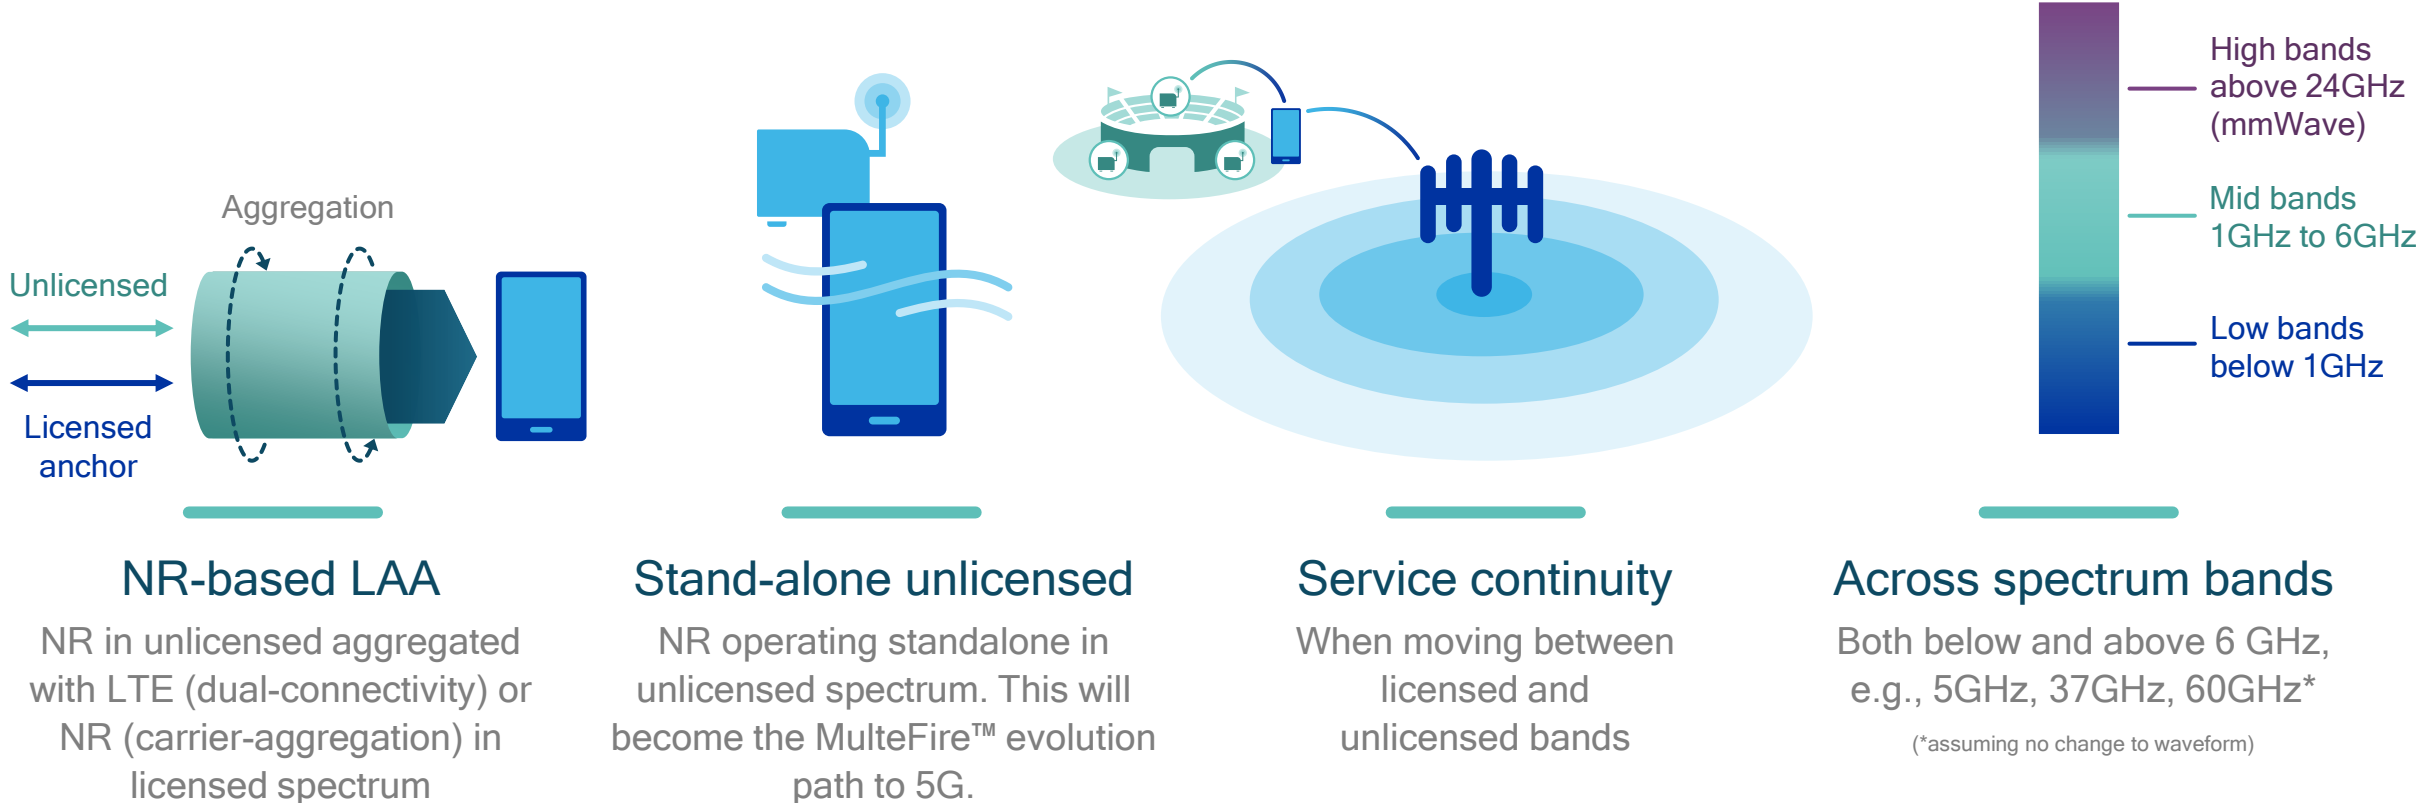 Aggregation
Unlicensed
Licensed
anchor
NR-based LAA
NR in unlicensed aggregated
with LTE (dual-connectivity) or
NR (carrier-aggregation) in
licensed spectrum
Stand-alone unlicensed
NR operating standalone in
unlicensed spectrum. This will
become the MulteFire™ evolution
path to 5G.
Service continuity
When moving between
licensed and
unlicensed bands
High bands
above 24GHz
(mmWave)
Mid bands
1GHz to 6GHz
Low bands
below 1GHz
Across spectrum bands
Both below and above 6 GHz,
e.g., 5GHz, 37GHz, 60GHz*
(*assuming no change to waveform)